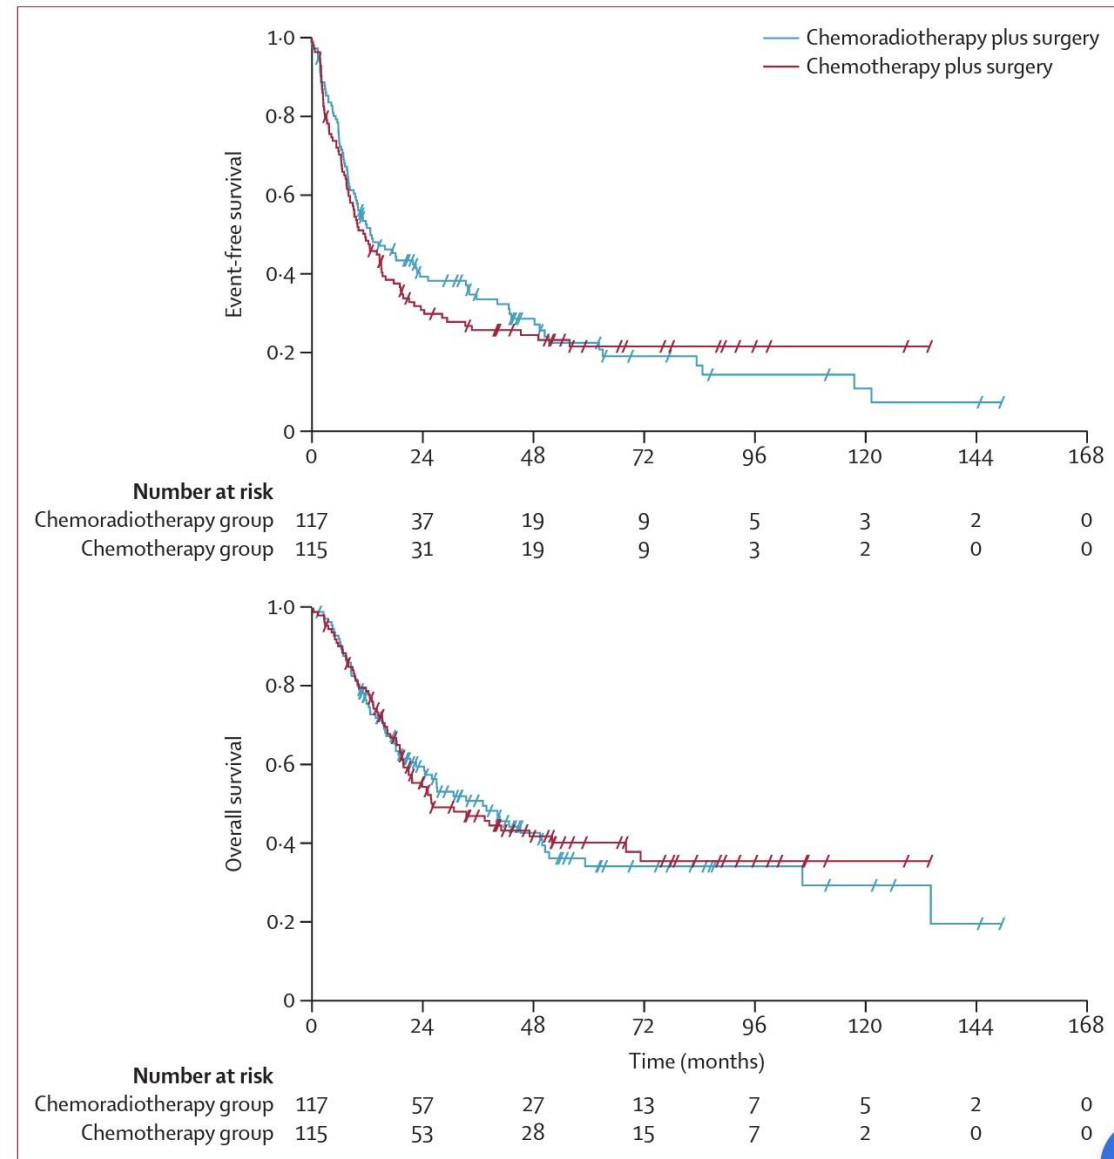 Chemoradiotherapy plus surgery
Chemotherapy plus surgery
Event-free survival
1·0
0·8
0·6
0·4
0·2
0
0 24 48 72 96 120 144 168
Number at risk
Chemoradiotherapy group 117 37 19 9 5 3 2 0
Chemotherapy group 115 31 19 9 3 2 0 0
Overall survival
1·0
0·8
0·6
0·4
0·2
0
0 24 48 72 96 120 144 168
Time (months)
Number at risk
Chemoradiotherapy group 117 57 27 13 7 5 2 0
Chemotherapy group 115 53 28 15 7 2 0 0